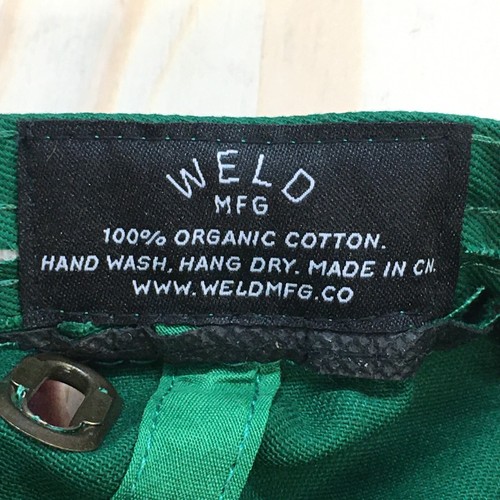 WELD
MFG
100% ORGANIC COTTON.
HAND WASH, HANG DRY. MADE IN CN.
WWW.WELDMFG.CO